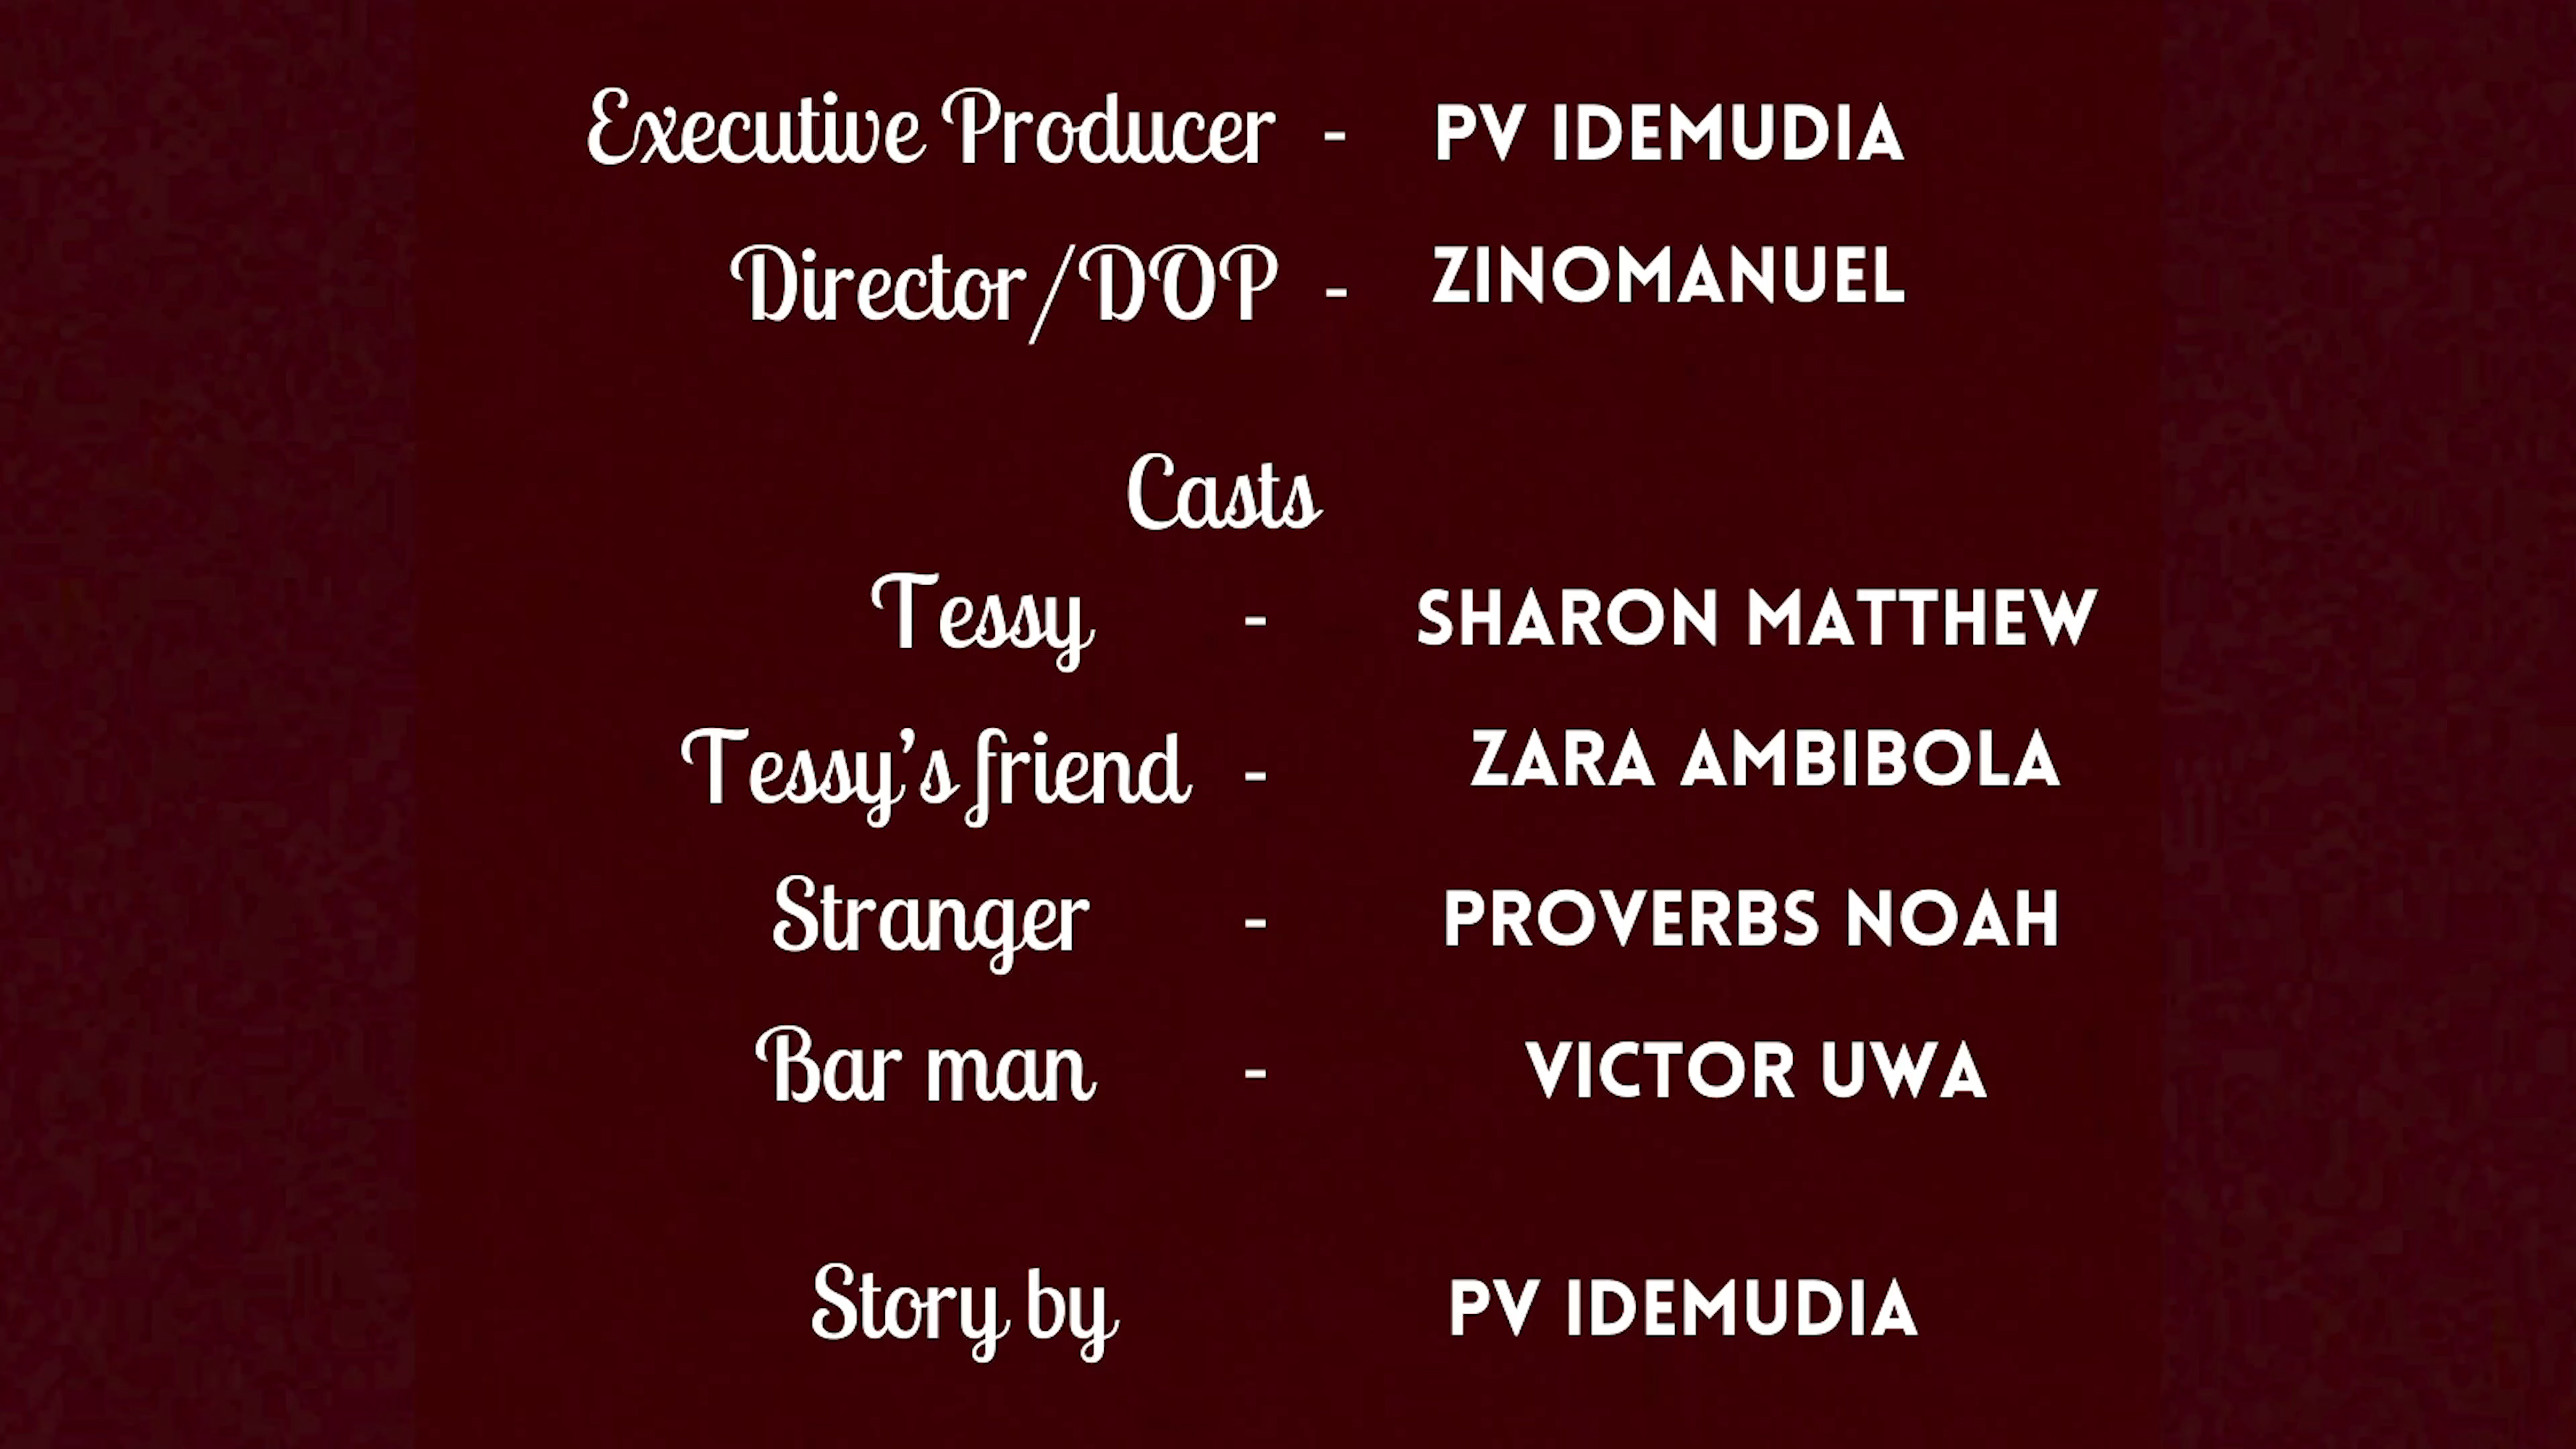 Executive Producer - PV IDEMUDIA
Director/DOP - ZINOMANUEL
Casts
Tessy - SHARON MATTHEW
Tessy's friend - ZARA AMBIBOLA
Stranger - PROVERBS NOAH
Bar man - VICTOR UWA
Story by PV IDEMUDIA